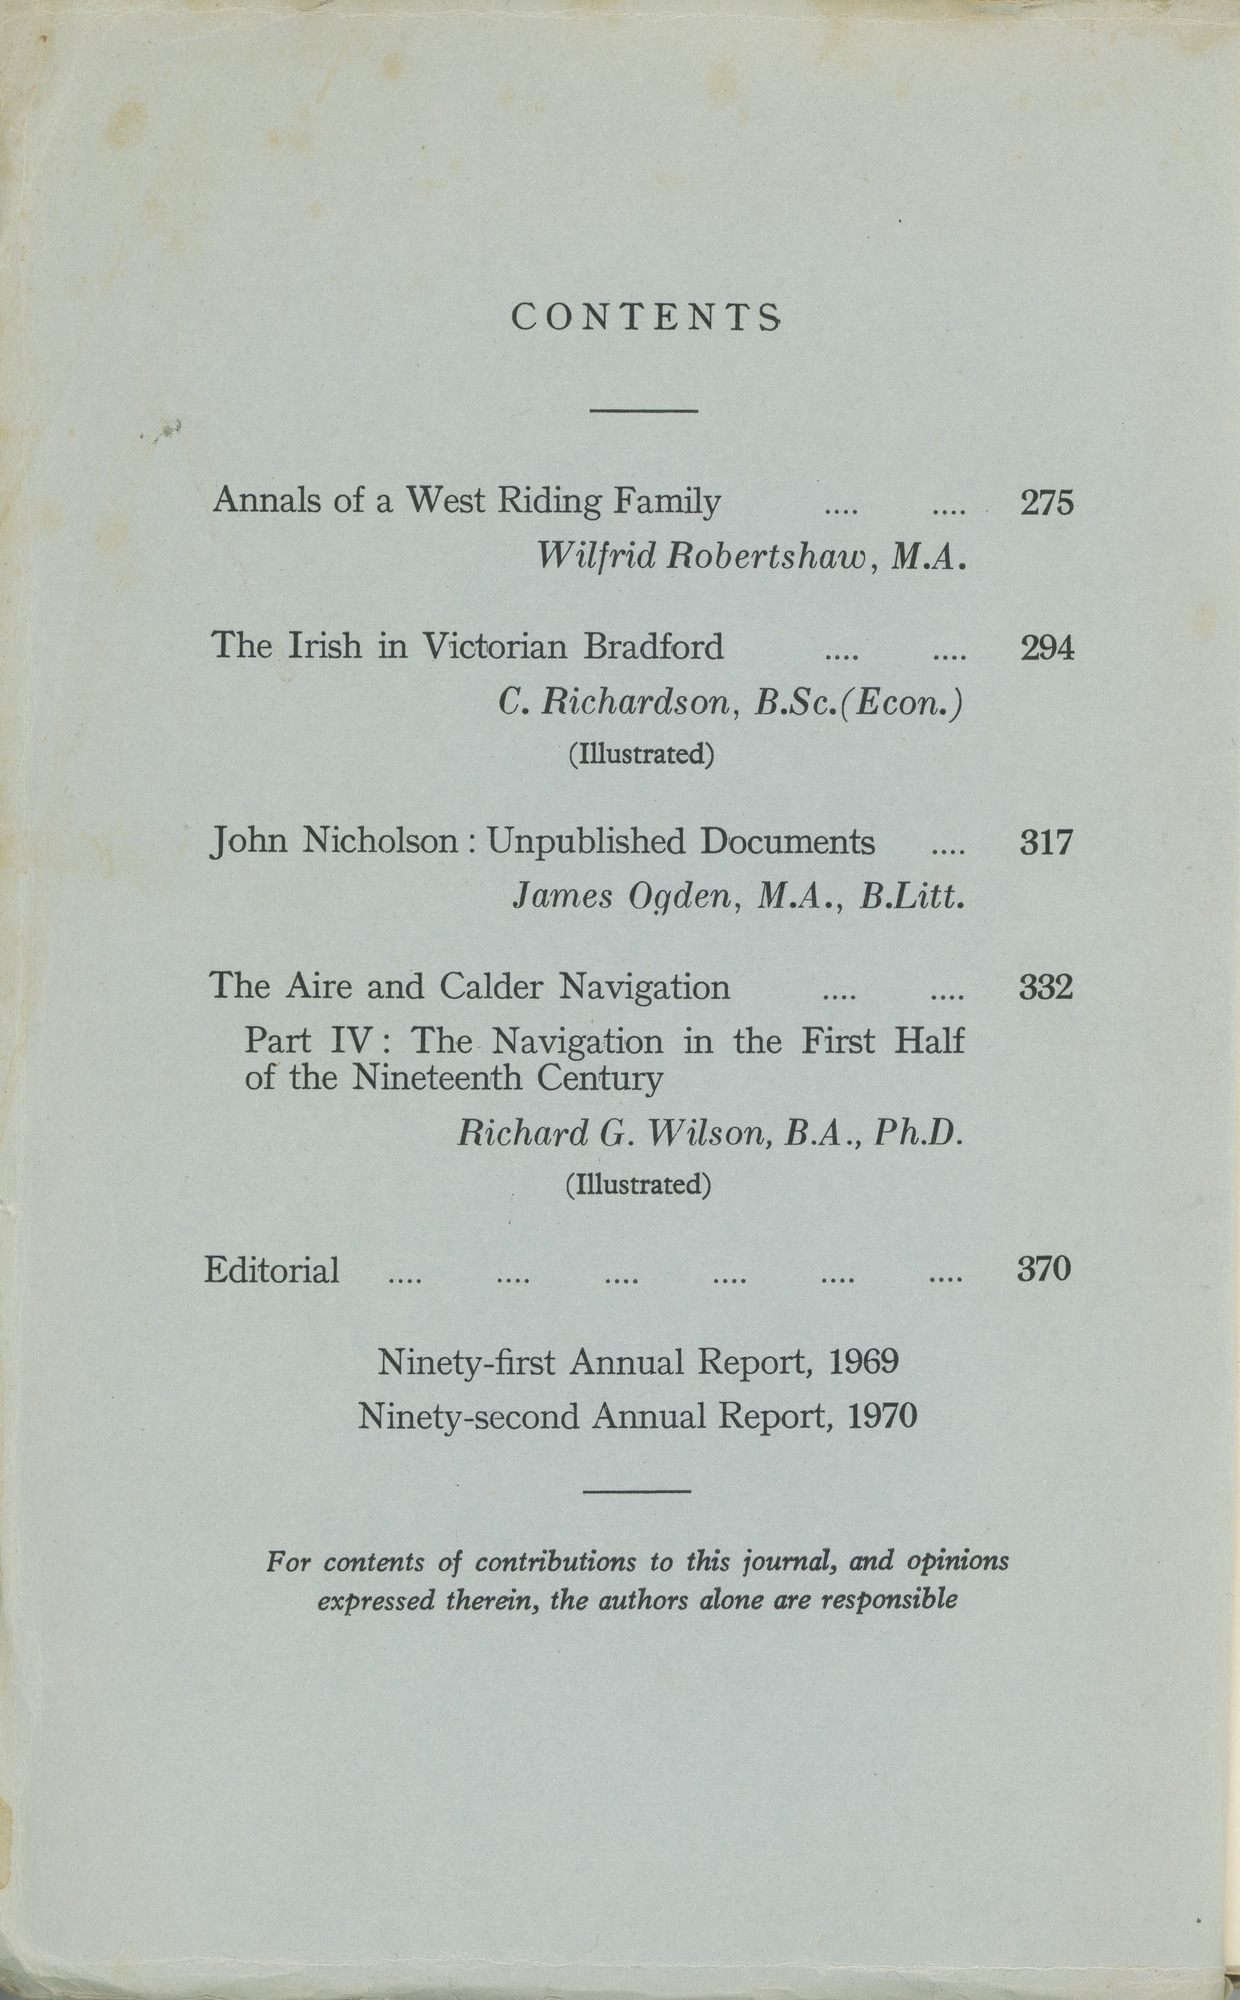 CONTENTS
Annals of a West Riding Family .... .... 275
Wilfrid Robertshaw, M.A.
The Irish in Victorian Bradford .... .... 294
C. Richardson, B.Sc.(Econ.)
(Illustrated)
John Nicholson : Unpublished Documents .... 317
James Ogden, M.A., B.Litt.
The Aire and Calder Navigation .... .... 332
Part IV : The Navigation in the First Half
of the Nineteenth Century
Richard G. Wilson, B.A., Ph.D.
(Illustrated)
Editorial .... .... .... .... .... .... 370
Ninety-first Annual Report, 1969
Ninety-second Annual Report, 1970
For contents of contributions to this journal, and opinions
expressed therein, the authors alone are responsible